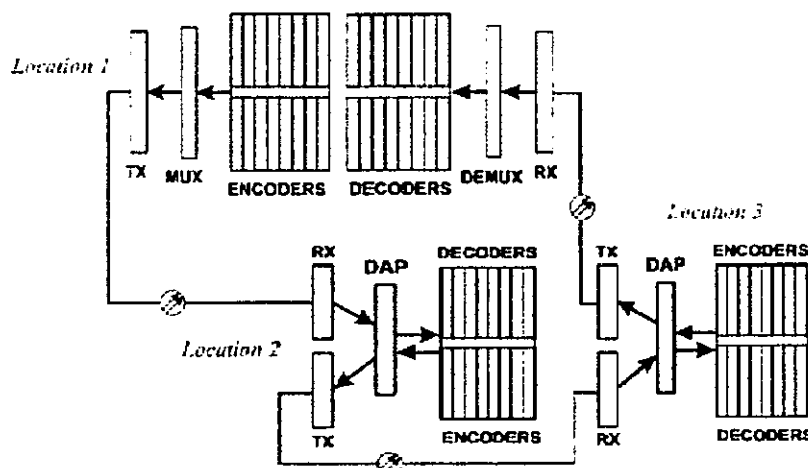 Location 1
TX
MUX
ENCODERS
DECODERS
DEMUX
RX
Location 3
RX
DAP
DECODERS
TX
DAP
ENCODERS
Location 2
TX
ENCODERS
RX
DECODERS